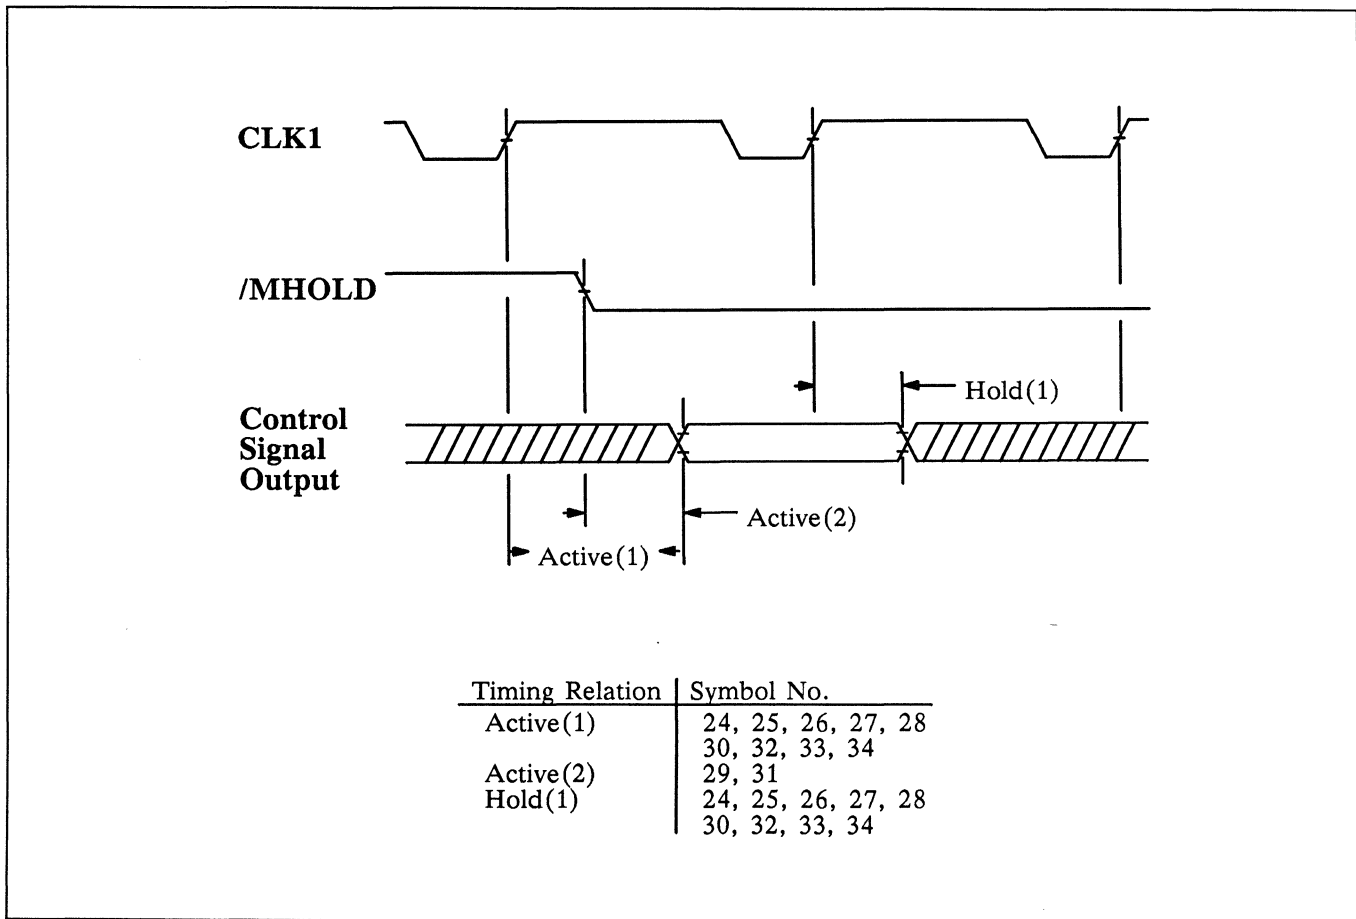 CLK1
/MHOLD
Hold(1)
Control
Signal
Output
Active(2)
Active(1)
Timing Relation Symbol No.
Active(1) 24, 25, 26, 27, 28
30, 32, 33, 34
Active(2) 29, 31
Hold(1) 24, 25, 26, 27, 28
30, 32, 33, 34